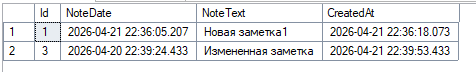 Id NoteDate NoteText CreatedAt
1 1 2026-04-21 22:36:05.207 Новая заметка1 2026-04-21 22:36:18.073
2 3 2026-04-20 22:39:24.433 Измененная заметка 2026-04-21 22:39:53.433